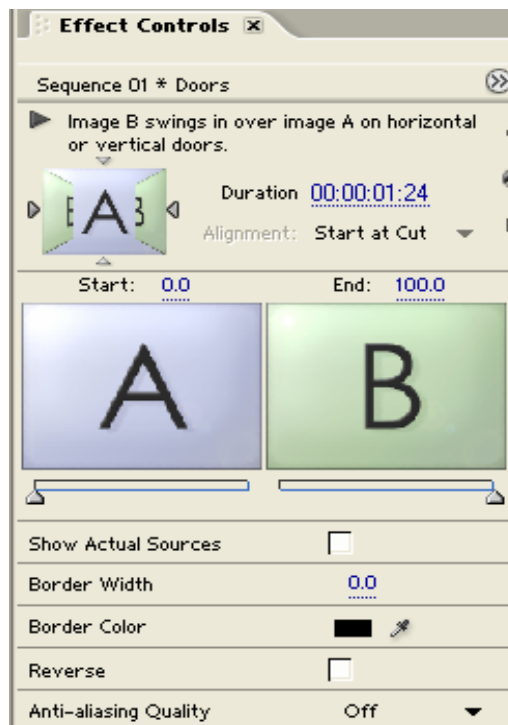 Effect Controls
Sequence 01 * Doors
Image B swings in over image A on horizontal
or vertical doors.
B A B
Duration 00:00:01:24
Alignment: Start at Cut
Start: 0.0 End: 100.0
A B
Show Actual Sources
Border Width 0.0
Border Color
Reverse
Anti-aliasing Quality Off